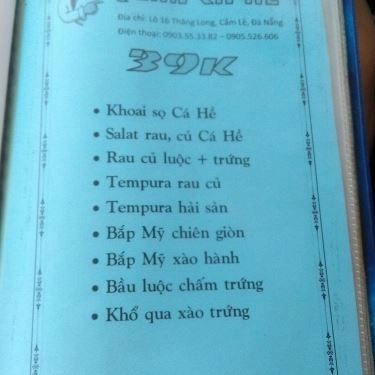 Địa chỉ: Lô 16 Thăng Long, Cẩm Lệ, Đà Nẵng
Điện thoại: 0903.55.33.82 - 0905.526.606
39K
• Khoai sọ Cá Hề
• Salat rau, củ Cá Hề
• Rau củ luộc + trứng
• Tempura rau củ
• Tempura hải sản
• Bắp Mỹ chiên giòn
• Bắp Mỹ xào hành
• Bầu luộc chấm trứng
• Khổ qua xào trứng